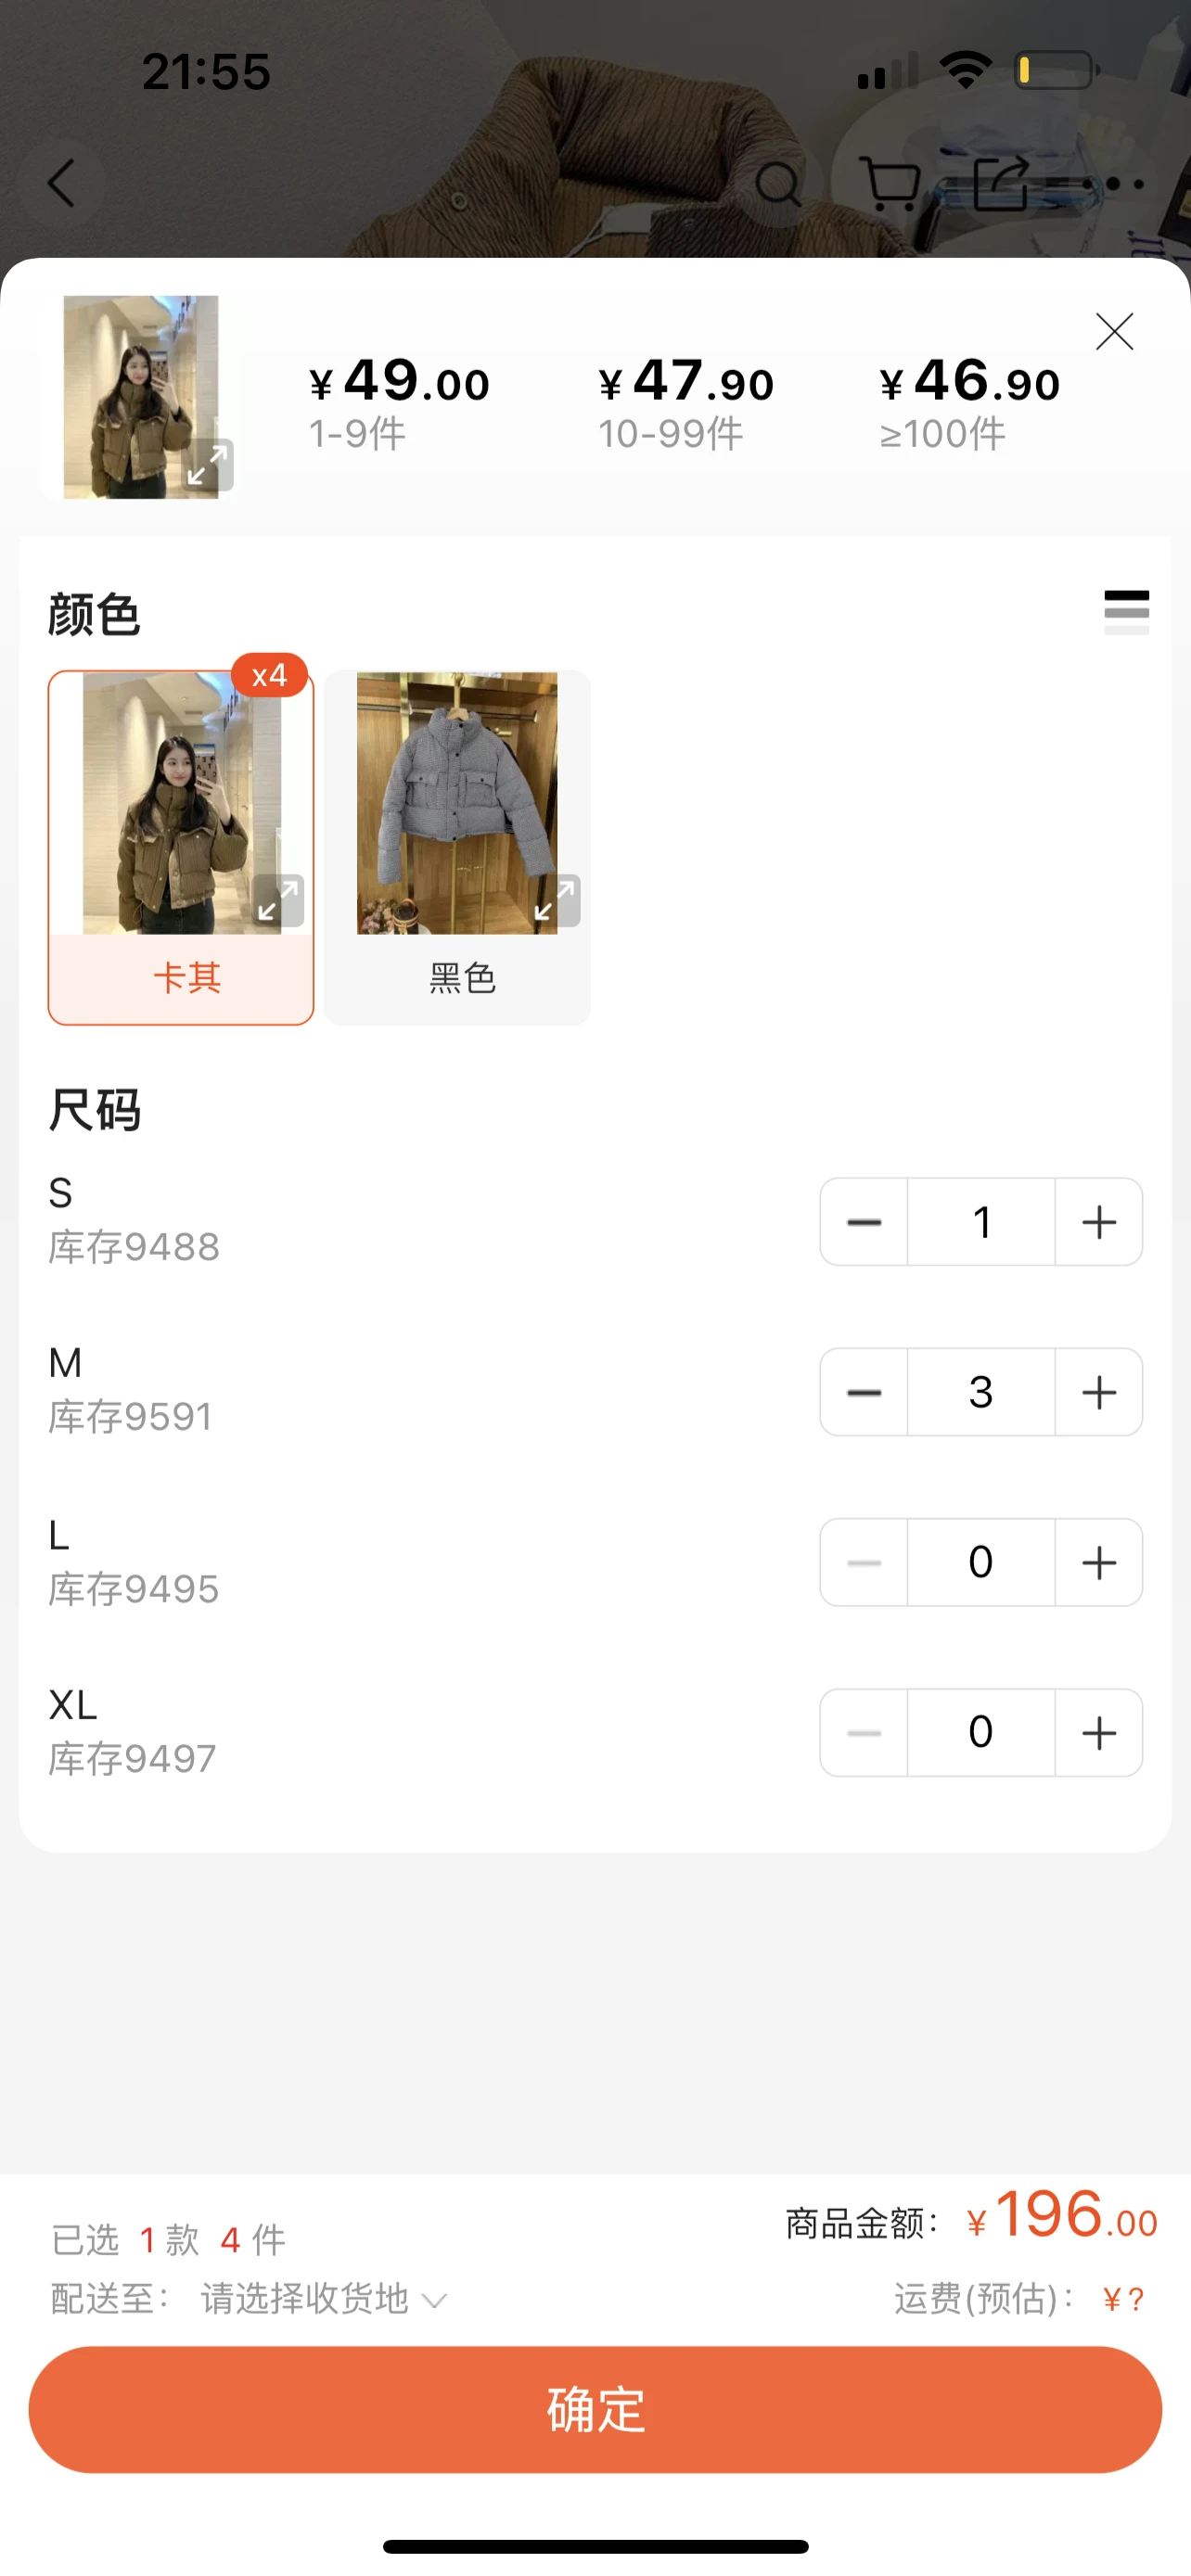 21:55
¥49.00 ¥47.90 ¥46.90
1-9件 10-99件 ≥100件
颜色
x4
卡其 黑色
尺码
S
库存9488
1
M
库存9591
3
L
库存9495
0
XL
库存9497
0
已选 1 款 4 件
商品金额： ¥196.00
配送至： 请选择收货地
运费(预估)： ¥?
确定